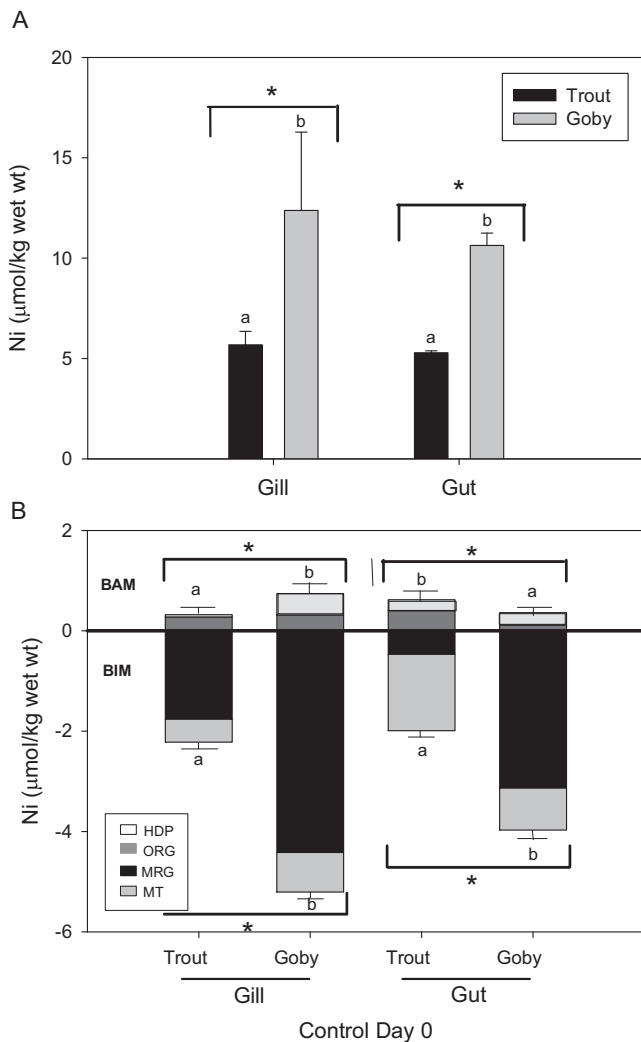 A
20
15
10
5
0
Ni (µmol/kg wet wt)
Trout
Goby
*
b
*
b
a
a
Gill
Gut
B
2
0
-2
-4
-6
Ni (µmol/kg wet wt)
BAM
BIM
*
*
a
b
b
a
a
b
a
b
*
*
HDP
ORG
MRG
MT
Trout
Goby
Trout
Goby
Gill
Gut
Control Day 0